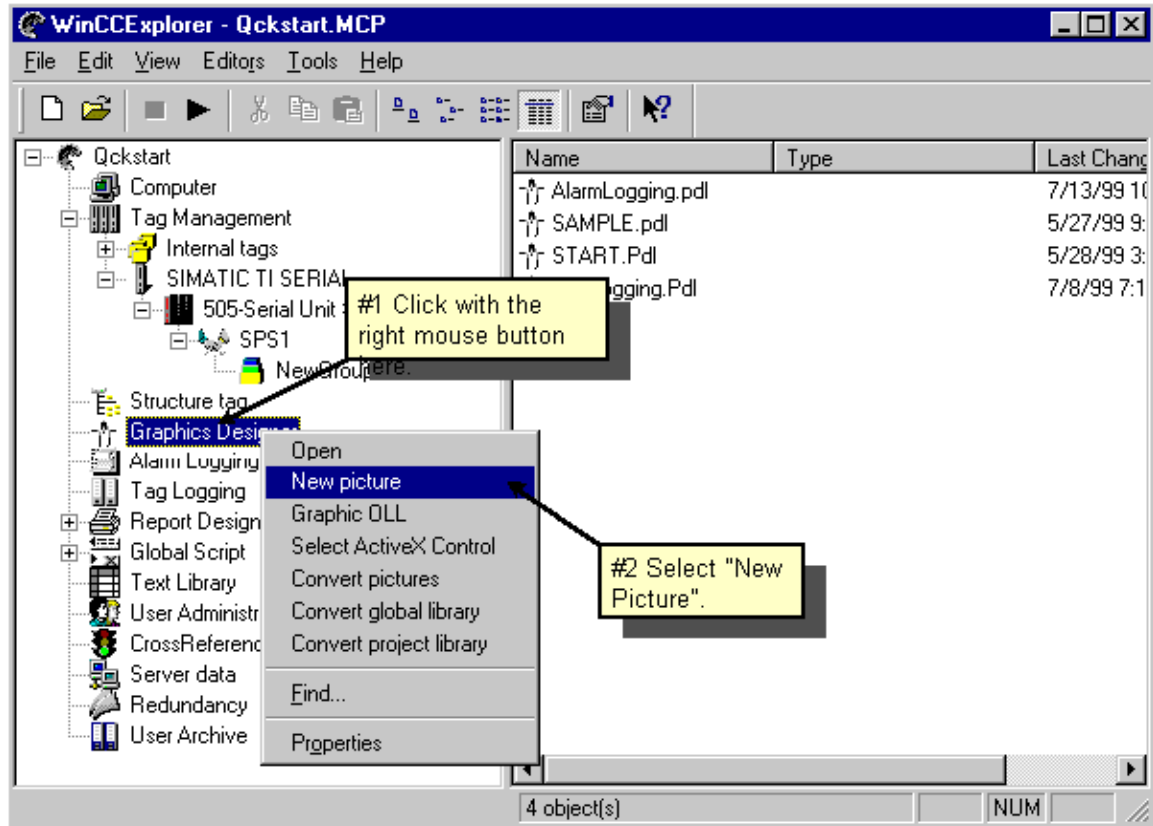 WinCCExplorer - Qckstart.MCP
File Edit View Editors Tools Help
Qckstart
Computer
Tag Management
Internal tags
SIMATIC TI SERIAL
505-Serial Unit
SPS1
NewGroup
Structure tag
Graphics Designer
Alarm Logging
Tag Logging
Report Design
Global Script
Text Library
User Administr
CrossReferenc
Server data
Redundancy
User Archive
Name Type Last Chang
AlarmLogging.pdl 7/13/99 10
SAMPLE.pdl 5/27/99 9:
START.Pdl 5/28/99 3:
gging.Pdl 7/8/99 7:1
#1 Click with the
right mouse button
here.
Open
New picture
Graphic OLL
Select ActiveX Control
Convert pictures
Convert global library
Convert project library
Find...
Properties
#2 Select "New
Picture".
4 object(s) NUM